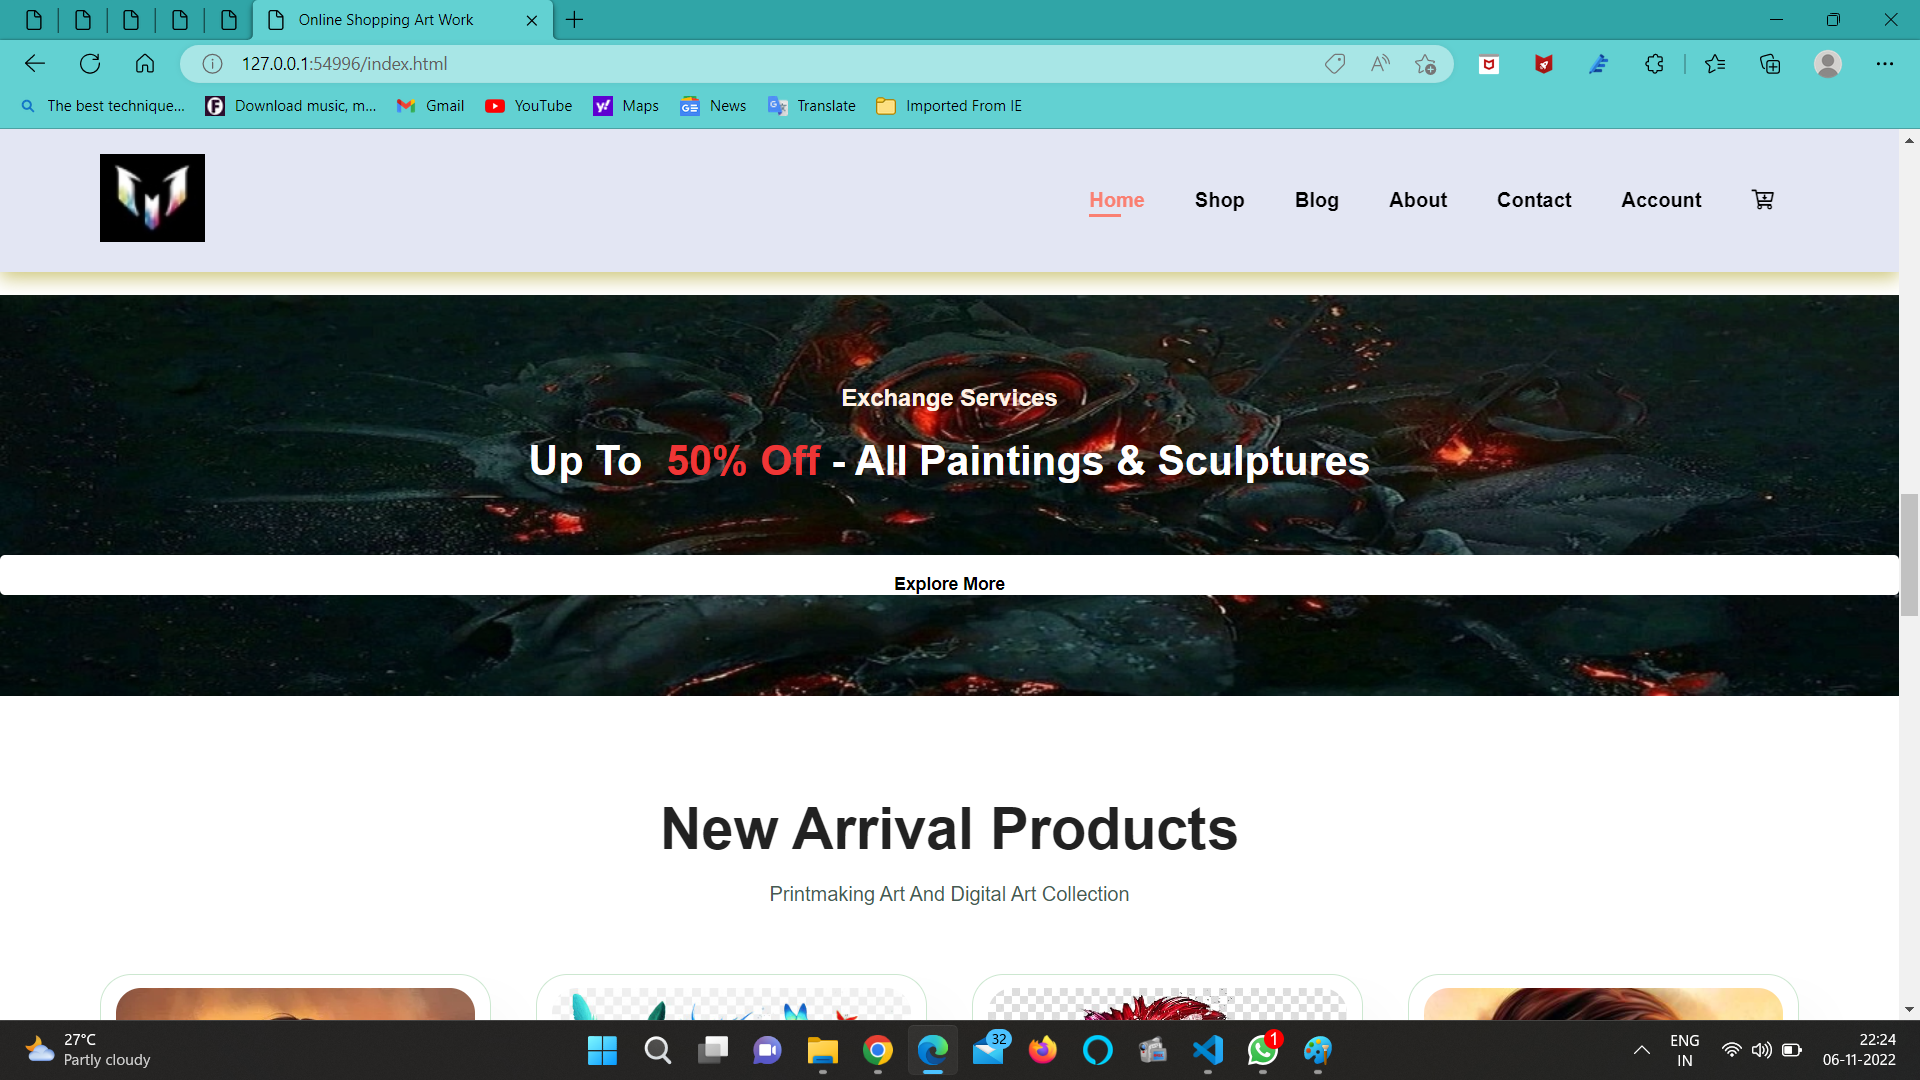 Online Shopping Art Work
127.0.0.1:54996/index.html
The best technique...
Download music, m...
Gmail
YouTube
Maps
News
Translate
Imported From IE
Home
Shop
Blog
About
Contact
Account
Exchange Services
Up To 50% Off - All Paintings & Sculptures
Explore More
New Arrival Products
Printmaking Art And Digital Art Collection
27°C
Partly cloudy
32
1
ENG
IN
22:24
06-11-2022